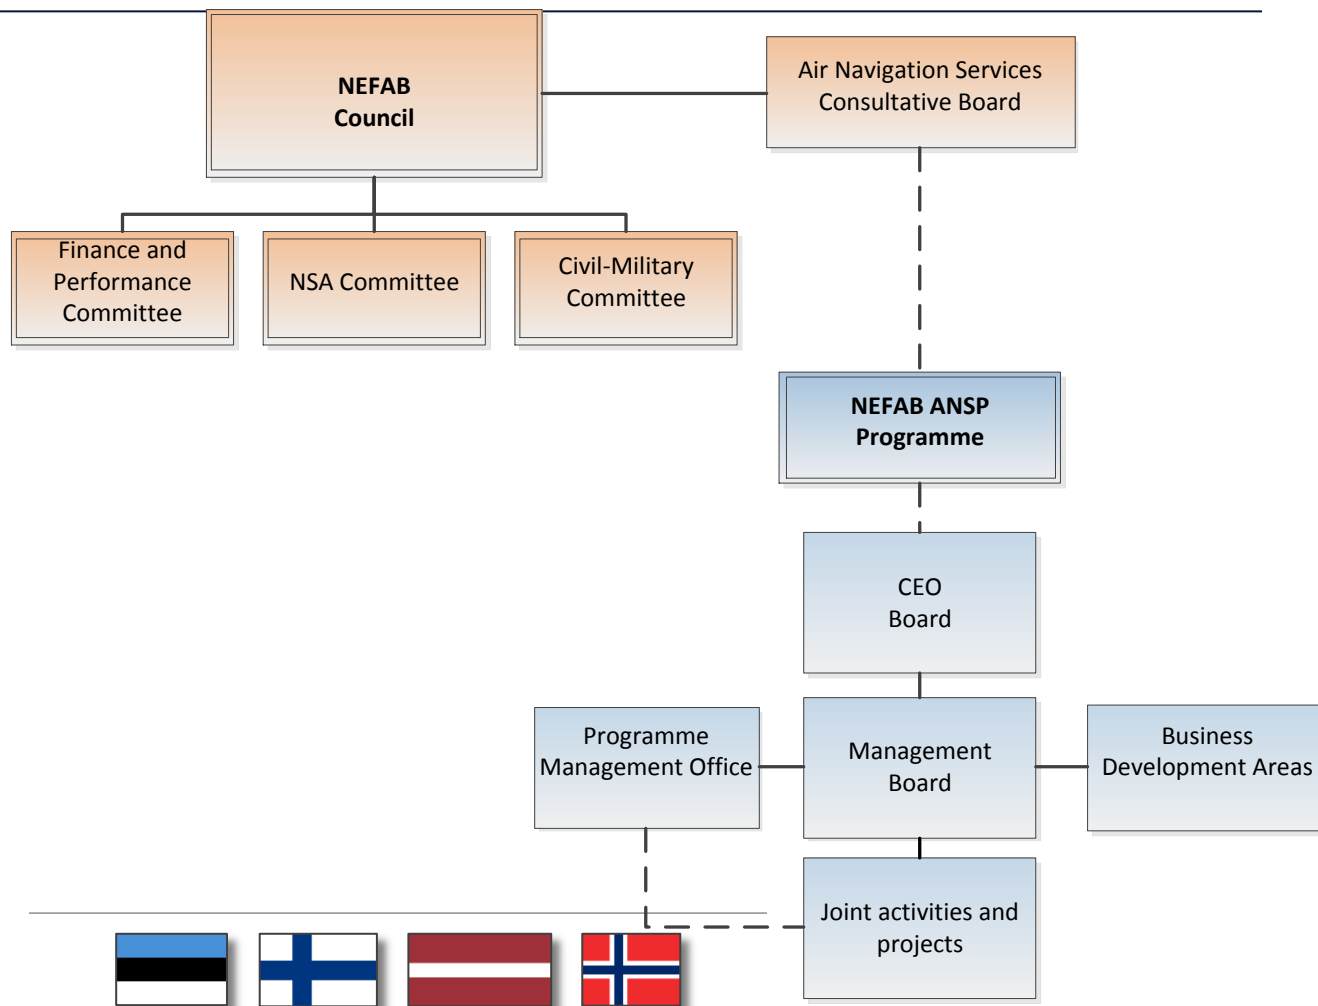 NEFAB
Council
Air Navigation Services
Consultative Board
Finance and
Performance
Committee
NSA Committee
Civil-Military
Committee
NEFAB ANSP
Programme
CEO
Board
Programme
Management Office
Management
Board
Business
Development Areas
Joint activities and
projects